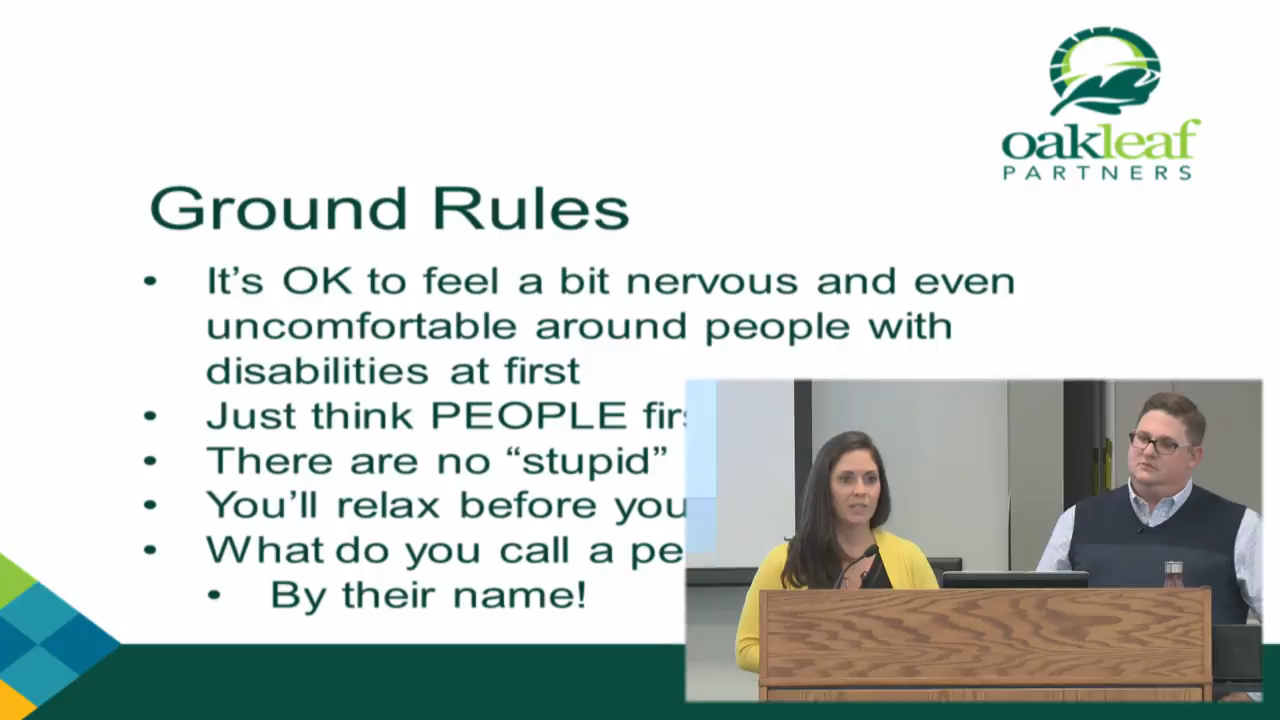 oakleaf
PARTNERS
Ground Rules
• It’s OK to feel a bit nervous and even
uncomfortable around people with
disabilities at first
• Just think PEOPLE
• There are no “stupid”
• You’ll relax before you
• What do you call a
• By their name!